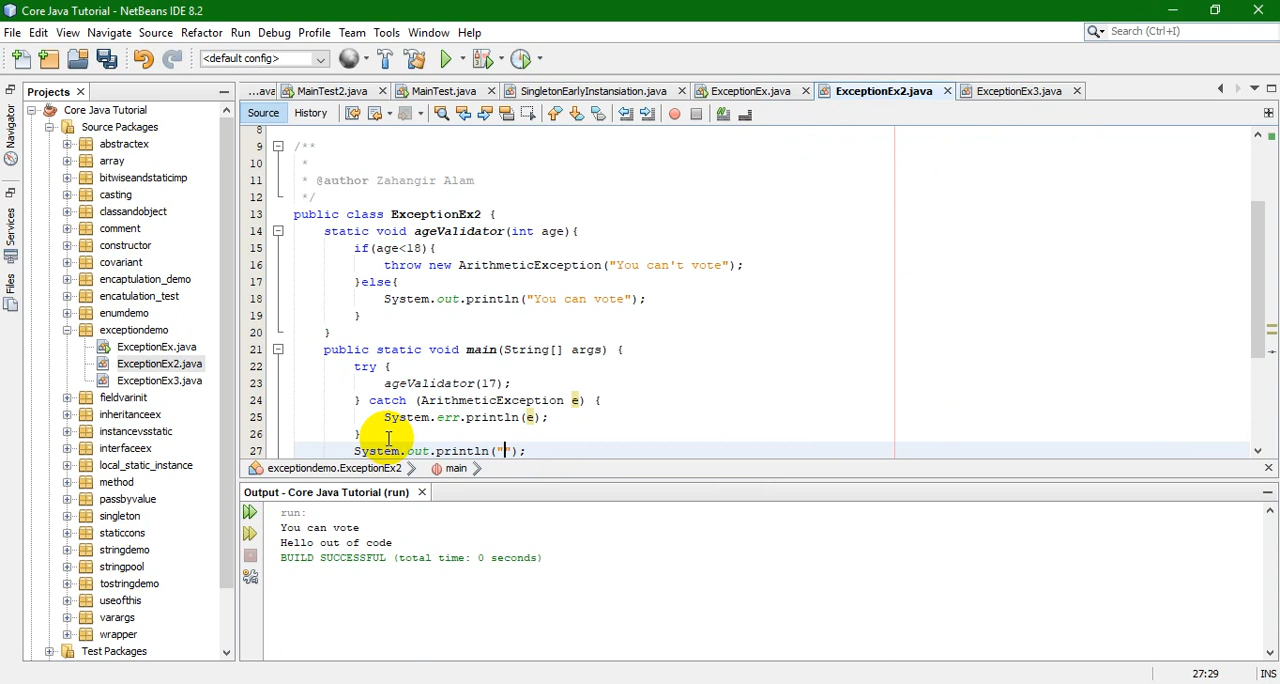 Core Java Tutorial - NetBeans IDE 8.2
File Edit View Navigate Source Refactor Run Debug Profile Team Tools Window Help
Search (Ctrl+I)
<default config>
Projects
...ava MainTest2.java MainTest.java SingletonEarlyInstansiation.java ExceptionEx.java ExceptionEx2.java ExceptionEx3.java
Source History
Navigator
Services
Files
Core Java Tutorial
Source Packages
abstractex
array
bitwiseandstaticimp
casting
classandobject
comment
constructor
covariant
encaptulation_demo
encatulation_test
enumdemo
exceptiondemo
ExceptionEx.java
ExceptionEx2.java
ExceptionEx3.java
fieldvarinit
inheritanceex
instancevsstatic
interfaceex
local_static_instance
method
passbyvalue
singleton
staticcons
stringdemo
stringpool
tostringdemo
useofthis
varargs
wrapper
Test Packages
8
9 /**
10 *
11 * @author Zahangir Alam
12 */
13 public class ExceptionEx2 {
14 static void ageValidator(int age){
15 if(age<18){
16 throw new ArithmeticException("You can't vote");
17 }else{
18 System.out.println("You can vote");
19 }
20 }
21 public static void main(String[] args) {
22 try {
23 ageValidator(17);
24 } catch (ArithmeticException e) {
25 System.err.println(e);
26 }
27 System.out.println("");
exceptiondemo.ExceptionEx2 main
Output - Core Java Tutorial (run)
run:
You can vote
Hello out of code
BUILD SUCCESSFUL (total time: 0 seconds)
27:29 INS